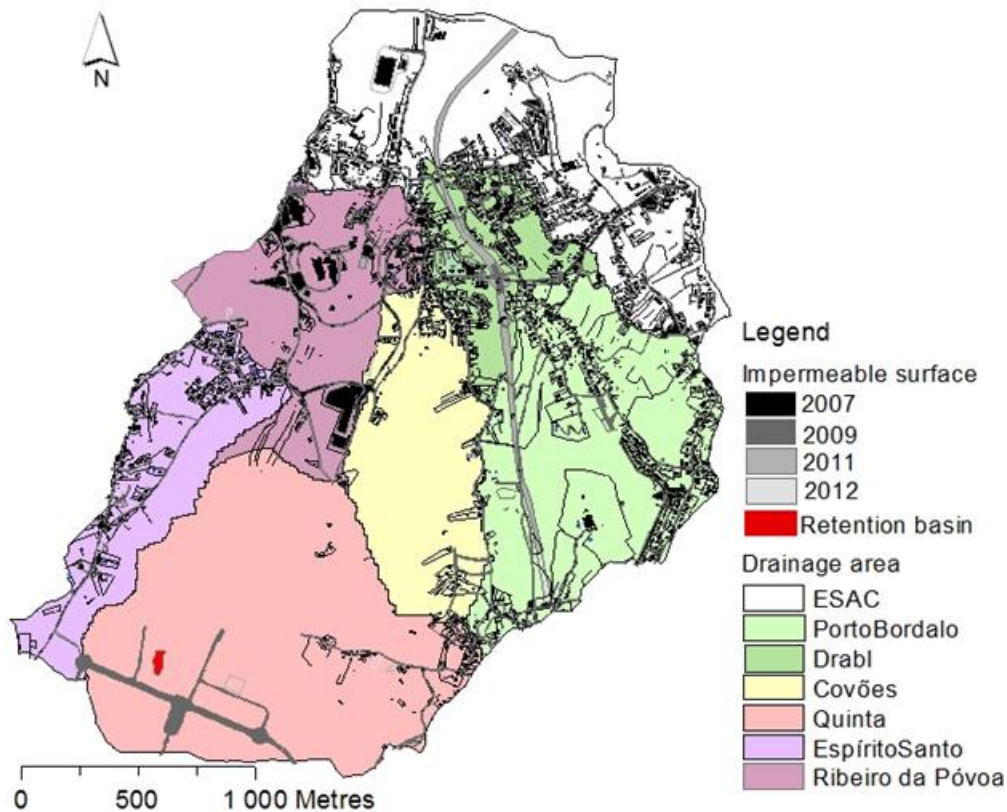 N
Legend
Impermeable surface
2007
2009
2011
2012
Retention basin
Drainage area
ESAC
PortoBordalo
Drabl
Covões
Quinta
EspíritoSanto
Ribeiro da Póvoa
0 500 1 000 Metres